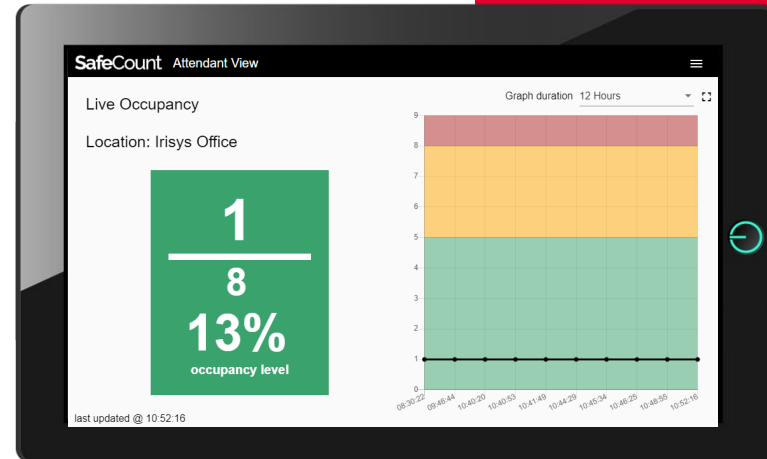 SafeCount Attendant View
Live Occupancy
Location: Irisys Office
1
8
13%
occupancy level
last updated @ 10:52:16
Graph duration 12 Hours
9
8
7
6
5
4
3
2
1
0
08:30:22 09:46:44 10:40:20 10:40:53 10:41:49 10:44:29 10:45:34 10:46:25 10:48:55 10:52:16